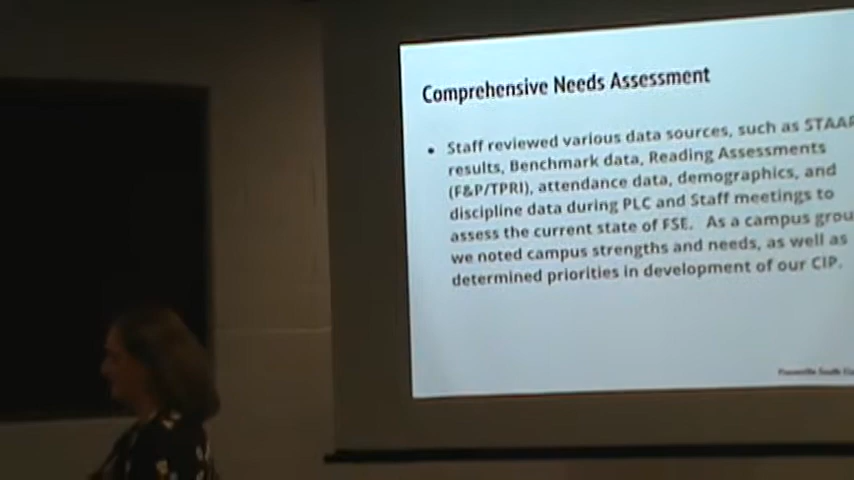 Comprehensive Needs Assessment
• Staff reviewed various data sources, such as STAAR
results, Benchmark data, Reading Assessments
(F&P/TPRI), attendance data, demographics, and
discipline data during PLC and Staff meetings to
assess the current state of FSE. As a campus grou
we noted campus strengths and needs, as well as
determined priorities in development of our CIP.